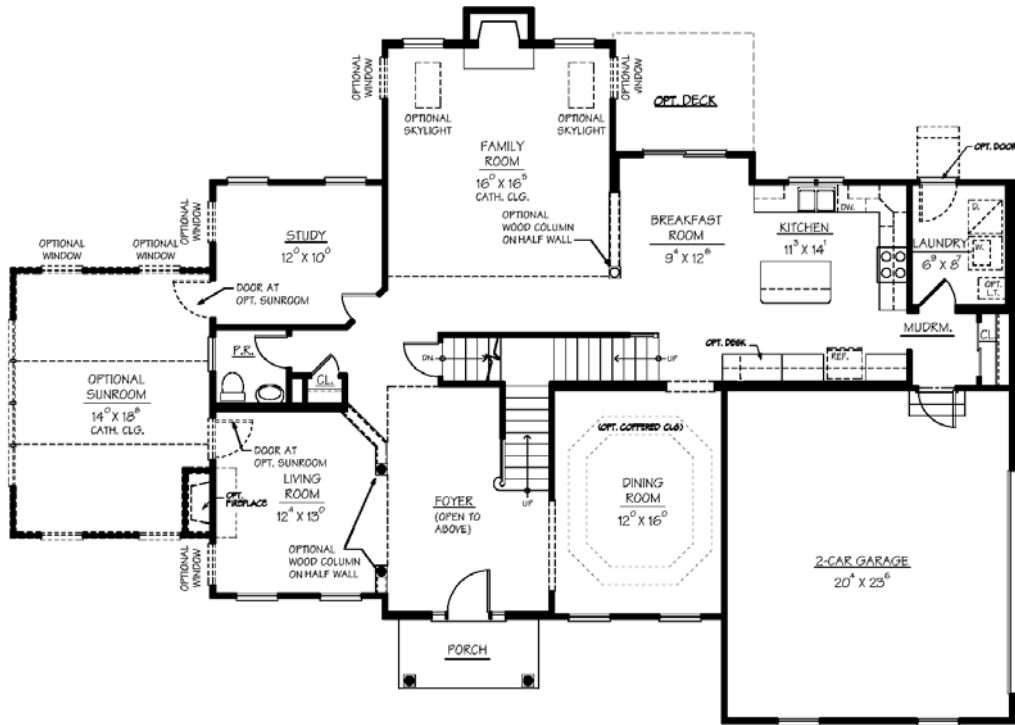 OPTIONAL
WINDOW
OPTIONAL
SKYLIGHT
OPTIONAL
SKYLIGHT
OPTIONAL
WINDOW
OPT. DECK
FAMILY
ROOM
16⁰ X 16⁵
CATH. CLG.
OPTIONAL
WOOD COLUMN
ON HALF WALL
OPT. DOOR
BREAKFAST
ROOM
9⁴ X 12⁶
KITCHEN
11³ X 14¹
DW.
D.
W.
LAUNDRY
6⁹ X 8⁷
OPT.
L.T.
OPTIONAL
WINDOW
STUDY
12⁰ X 10⁰
OPTIONAL
WINDOW
OPTIONAL
WINDOW
DOOR AT
OPT. SUNROOM
MUDRM.
CL.
P.R.
CL.
DN.
UP
OPT. DESK
REF.
OPTIONAL
SUNROOM
14⁰ X 18⁸
CATH. CLG.
DOOR AT
OPT. SUNROOM
OPT.
FIREPLACE
LIVING
ROOM
12⁴ X 13⁰
OPTIONAL
WOOD COLUMN
ON HALF WALL
OPTIONAL
WINDOW
FOYER
(OPEN TO
ABOVE)
UP
(OPT. COFFERED CLG)
DINING
ROOM
12⁰ X 16⁰
2-CAR GARAGE
20⁴ X 23⁶
PORCH